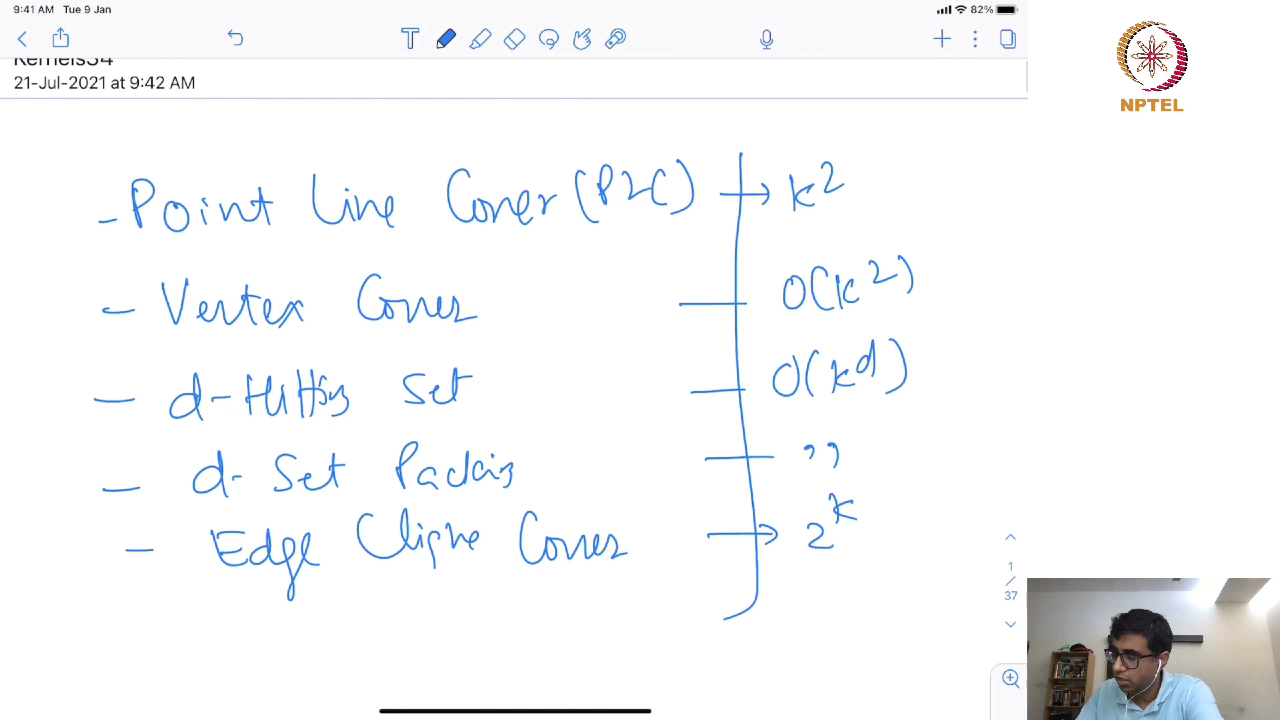 9:41 AM Tue 9 Jan 82%
Kernels34
21-Jul-2021 at 9:42 AM
NPTEL
- Point Line Cover (PLC) → k²
- Vertex Cover O(k²)
- d-Hitting Set O(k^d)
- d-Set Packing ,,
- Edge Clique Cover → 2^k
1
/
37